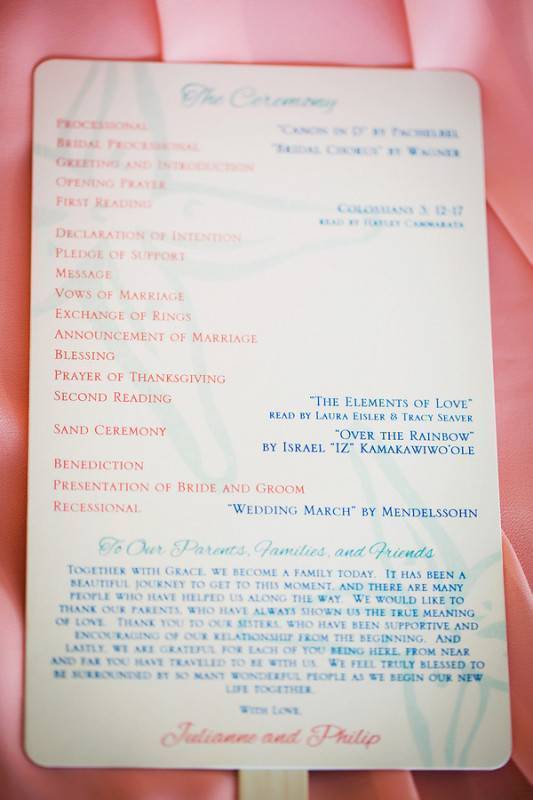 The Ceremony
Processional "Canon in D" by Pachelbel
Bridal Processional "Bridal Chorus" by Wagner
Greeting and Introduction
Opening Prayer
First Reading Colossians 3: 12-17
read by Hayley Cammarata
Declaration of Intention
Pledge of Support
Message
Vows of Marriage
Exchange of Rings
Announcement of Marriage
Blessing
Prayer of Thanksgiving
Second Reading "The Elements of Love"
read by Laura Eisler & Tracy Seaver
Sand Ceremony "Over the Rainbow"
by Israel "IZ" Kamakawiwo'ole
Benediction
Presentation of Bride and Groom
Recessional "Wedding March" by Mendelssohn
To Our Parents, Families, and Friends
Together with Grace, we become a family today. It has been a
beautiful journey to get to this moment, and there are many
people who have helped us along the way. We would like to
thank our parents, who have always shown us the true meaning
of love. Thank you to our sisters, who have been supportive and
encouraging of our relationship from the beginning. And
lastly, we are grateful for each of you being here, from near
and far you have traveled to be with us. We feel truly blessed to
be surrounded by so many wonderful people as we begin our new
life together.
With Love,
Julianne and Philip